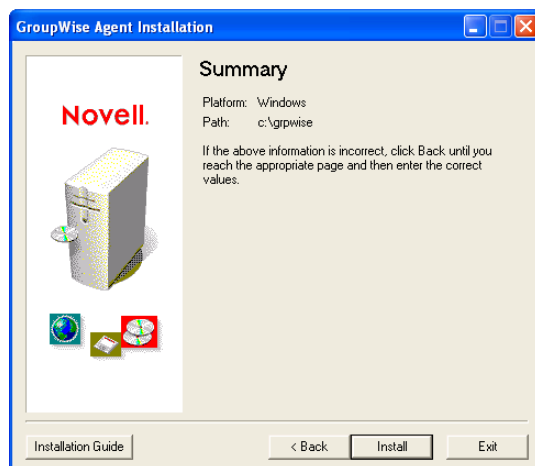 GroupWise Agent Installation
Novell.
Summary
Platform: Windows
Path: c:\grpwise
If the above information is incorrect, click Back until you
reach the appropriate page and then enter the correct
values.
Installation Guide
< Back
Install
Exit